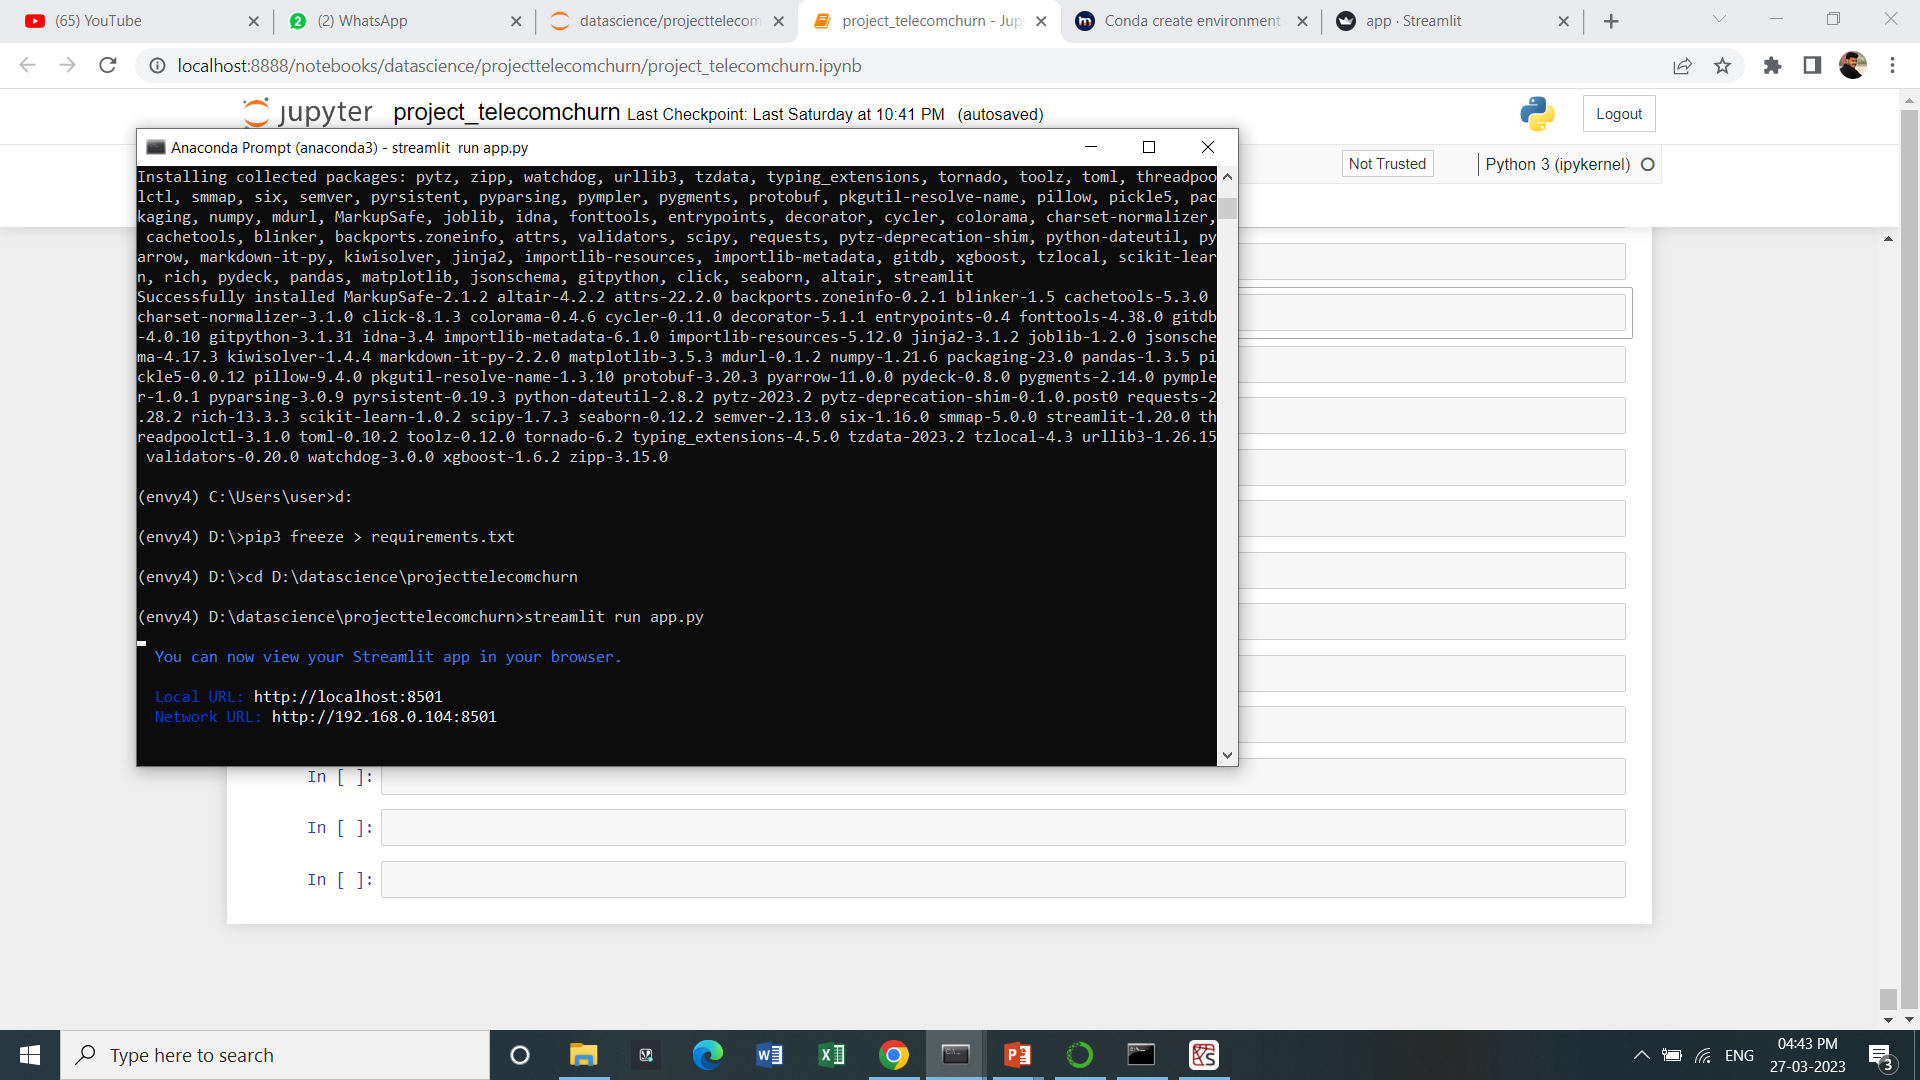 (65) YouTube
(2) WhatsApp
datascience/projecttelecom
project_telecomchurn - Jup
Conda create environment
app · Streamlit
localhost:8888/notebooks/datascience/projecttelecomchurn/project_telecomchurn.ipynb
jupyter project_telecomchurn Last Checkpoint: Last Saturday at 10:41 PM (autosaved)
Logout
Not Trusted
Python 3 (ipykernel)
Anaconda Prompt (anaconda3) - streamlit run app.py
Installing collected packages: pytz, zipp, watchdog, urllib3, tzdata, typing_extensions, tornado, toolz, toml, threadpoo
lctl, smmap, six, semver, pyrsistent, pyparsing, pympler, pygments, protobuf, pkgutil-resolve-name, pillow, pickle5, pac
kaging, numpy, mdurl, MarkupSafe, joblib, idna, fonttools, entrypoints, decorator, cycler, colorama, charset-normalizer,
cachetools, blinker, backports.zoneinfo, attrs, validators, scipy, requests, pytz-deprecation-shim, python-dateutil, py
arrow, markdown-it-py, kiwisolver, jinja2, importlib-resources, importlib-metadata, gitdb, xgboost, tzlocal, scikit-lear
n, rich, pydeck, pandas, matplotlib, jsonschema, gitpython, click, seaborn, altair, streamlit
Successfully installed MarkupSafe-2.1.2 altair-4.2.2 attrs-22.2.0 backports.zoneinfo-0.2.1 blinker-1.5 cachetools-5.3.0
charset-normalizer-3.1.0 click-8.1.3 colorama-0.4.6 cycler-0.11.0 decorator-5.1.1 entrypoints-0.4 fonttools-4.38.0 gitdb
-4.0.10 gitpython-3.1.31 idna-3.4 importlib-metadata-6.1.0 importlib-resources-5.12.0 jinja2-3.1.2 joblib-1.2.0 jsonsche
ma-4.17.3 kiwisolver-1.4.4 markdown-it-py-2.2.0 matplotlib-3.5.3 mdurl-0.1.2 numpy-1.21.6 packaging-23.0 pandas-1.3.5 pi
ckle5-0.0.12 pillow-9.4.0 pkgutil-resolve-name-1.3.10 protobuf-3.20.3 pyarrow-11.0.0 pydeck-0.8.0 pygments-2.14.0 pymple
r-1.0.1 pyparsing-3.0.9 pyrsistent-0.19.3 python-dateutil-2.8.2 pytz-2023.2 pytz-deprecation-shim-0.1.0.post0 requests-2
.28.2 rich-13.3.3 scikit-learn-1.0.2 scipy-1.7.3 seaborn-0.12.2 semver-2.13.0 six-1.16.0 smmap-5.0.0 streamlit-1.20.0 th
readpoolctl-3.1.0 toml-0.10.2 toolz-0.12.0 tornado-6.2 typing_extensions-4.5.0 tzdata-2023.2 tzlocal-4.3 urllib3-1.26.15
validators-0.20.0 watchdog-3.0.0 xgboost-1.6.2 zipp-3.15.0
(envy4) C:\Users\user>d:
(envy4) D:\>pip3 freeze > requirements.txt
(envy4) D:\>cd D:\datascience\projecttelecomchurn
(envy4) D:\datascience\projecttelecomchurn>streamlit run app.py
You can now view your Streamlit app in your browser.
Local URL: http://localhost:8501
Network URL: http://192.168.0.104:8501
In [ ]:
In [ ]:
In [ ]:
Type here to search
ENG
04:43 PM
27-03-2023
3